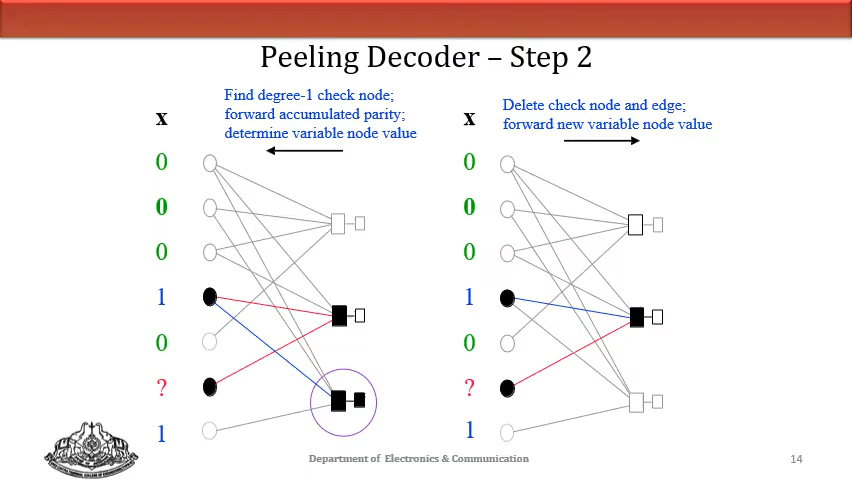 Peeling Decoder – Step 2
Find degree-1 check node;
forward accumulated parity;
determine variable node value
x
0
0
0
1
0
?
1
Delete check node and edge;
forward new variable node value
x
0
0
0
1
0
?
1
Department of Electronics & Communication
14